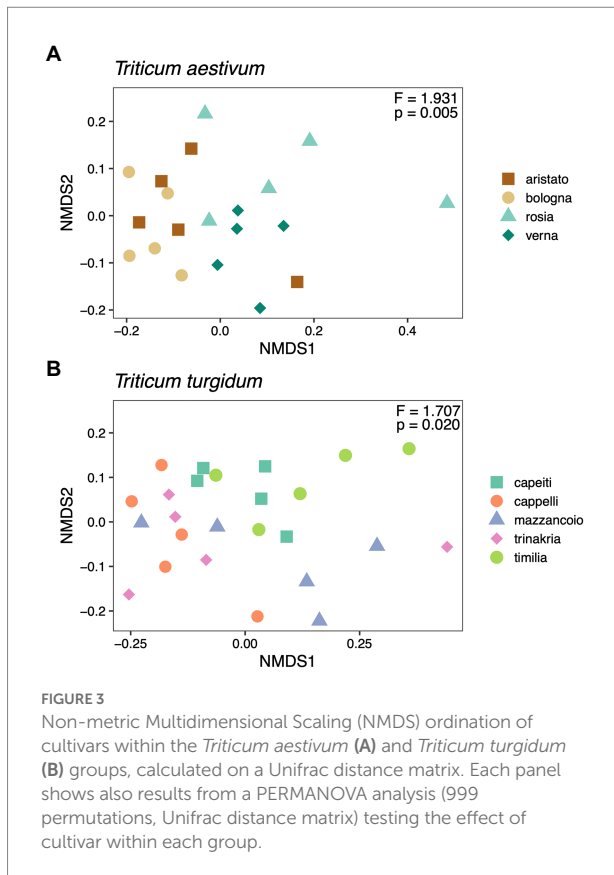 A
Triticum aestivum
F = 1.931
p = 0.005
0.2
0.1
0.0
−0.1
−0.2
NMDS2
−0.2 0.0 0.2 0.4
NMDS1
aristato
bologna
rosia
verna
B
Triticum turgidum
F = 1.707
p = 0.020
0.2
0.1
0.0
−0.1
−0.2
NMDS2
−0.25 0.00 0.25
NMDS1
capeiti
cappelli
mazzancoio
trinakria
timilia
FIGURE 3
Non-metric Multidimensional Scaling (NMDS) ordination of
cultivars within the Triticum aestivum (A) and Triticum turgidum
(B) groups, calculated on a Unifrac distance matrix. Each panel
shows also results from a PERMANOVA analysis (999
permutations, Unifrac distance matrix) testing the effect of
cultivar within each group.